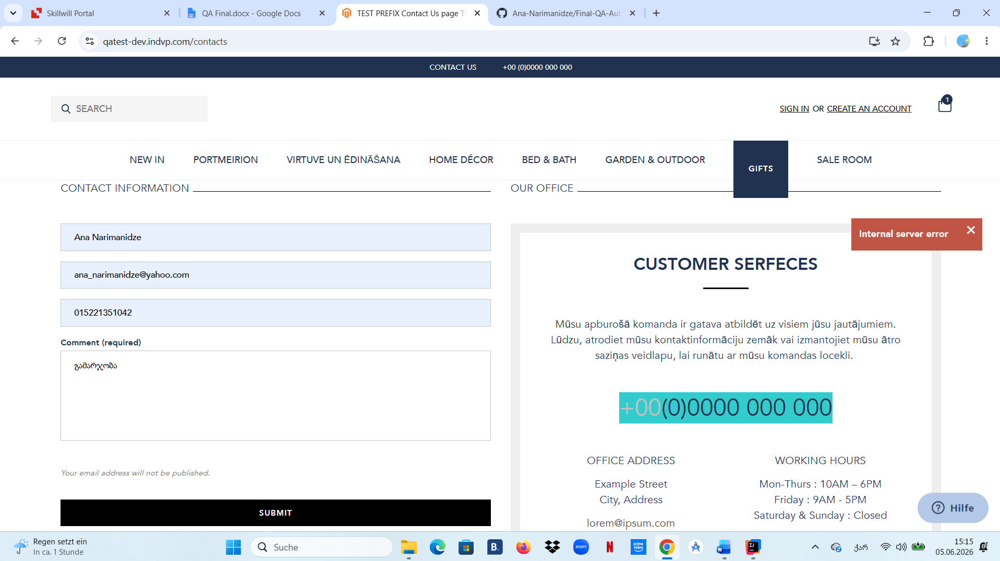 Skillwill Portal
QA Final.docx - Google Docs
TEST PREFIX Contact Us page
Ana-Narimanidze/Final-QA-Aut
qatest-dev.indvp.com/contacts
CONTACT US +00 (0)0000 000 000
SEARCH
SIGN IN OR CREATE AN ACCOUNT
1
NEW IN PORTMEIRION VIRTUVE UN ĒDINĀŠANA HOME DÉCOR BED & BATH GARDEN & OUTDOOR GIFTS SALE ROOM
CONTACT INFORMATION
OUR OFFICE
Ana Narimanidze
ana_narimanidze@yahoo.com
015221351042
Comment (required)
გამარჯობა
Your email address will not be published.
SUBMIT
Internal server error
CUSTOMER SERFECES
Mūsu apburošā komanda ir gatava atbildēt uz visiem jūsu jautājumiem.
Lūdzu, atrodiet mūsu kontaktinformāciju zemāk vai izmantojiet mūsu ātro
saziņas veidlapu, lai runātu ar mūsu komandas locekli.
+00(0)0000 000 000
OFFICE ADDRESS
Example Street
City, Address
lorem@ipsum.com
WORKING HOURS
Mon-Thurs : 10AM – 6PM
Friday : 9AM - 5PM
Saturday & Sunday : Closed
Hilfe
Regen setzt ein
In ca. 1 Stunde
Suche
B.
zoom
N
prime video
W
IJ
ქარ
15:15
05.06.2026